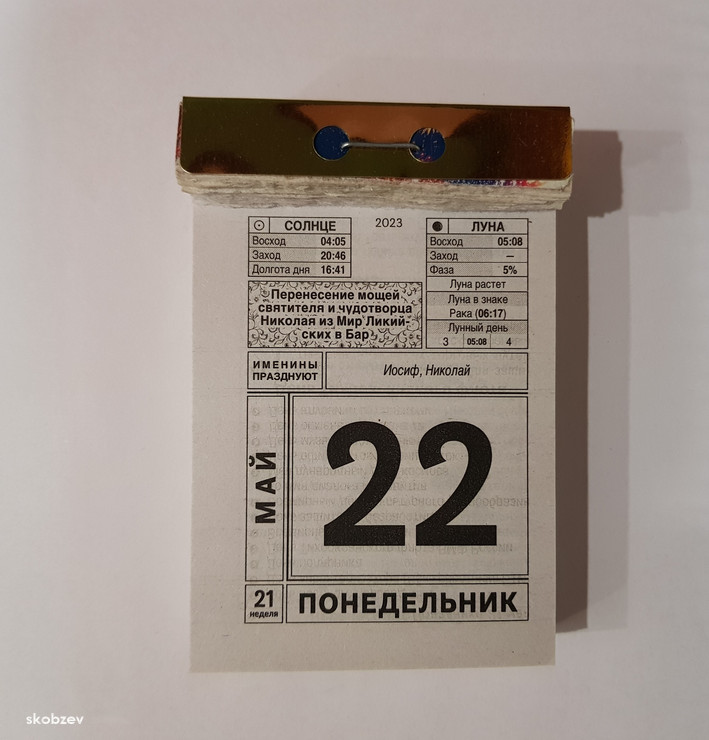 СОЛНЦЕ
Восход 04:05
Заход 20:46
Долгота дня 16:41
2023
ЛУНА
Восход 05:08
Заход —
Фаза 5%
Луна растет
Луна в знаке
Рака (06:17)
Лунный день
3 05:08 4
Перенесение мощей
святителя и чудотворца
Николая из Мир Ликий-
ских в Бар
ИМЕНИНЫ
ПРАЗДНУЮТ
Иосиф, Николай
МАЙ
22
21
неделя
ПОНЕДЕЛЬНИК
skobzev